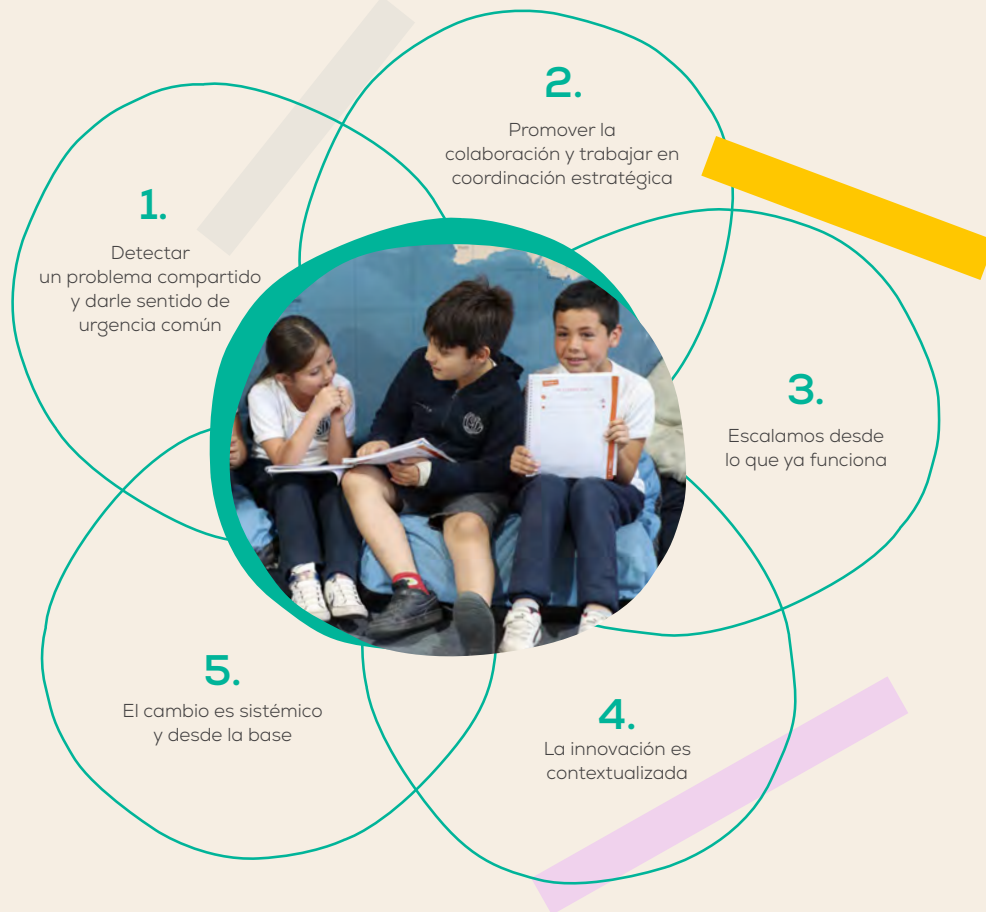 1.
Detectar
un problema compartido
y darle sentido de
urgencia común
2.
Promover la
colaboración y trabajar en
coordinación estratégica
3.
Escalamos desde
lo que ya funciona
4.
La innovación es
contextualizada
5.
El cambio es sistémico
y desde la base